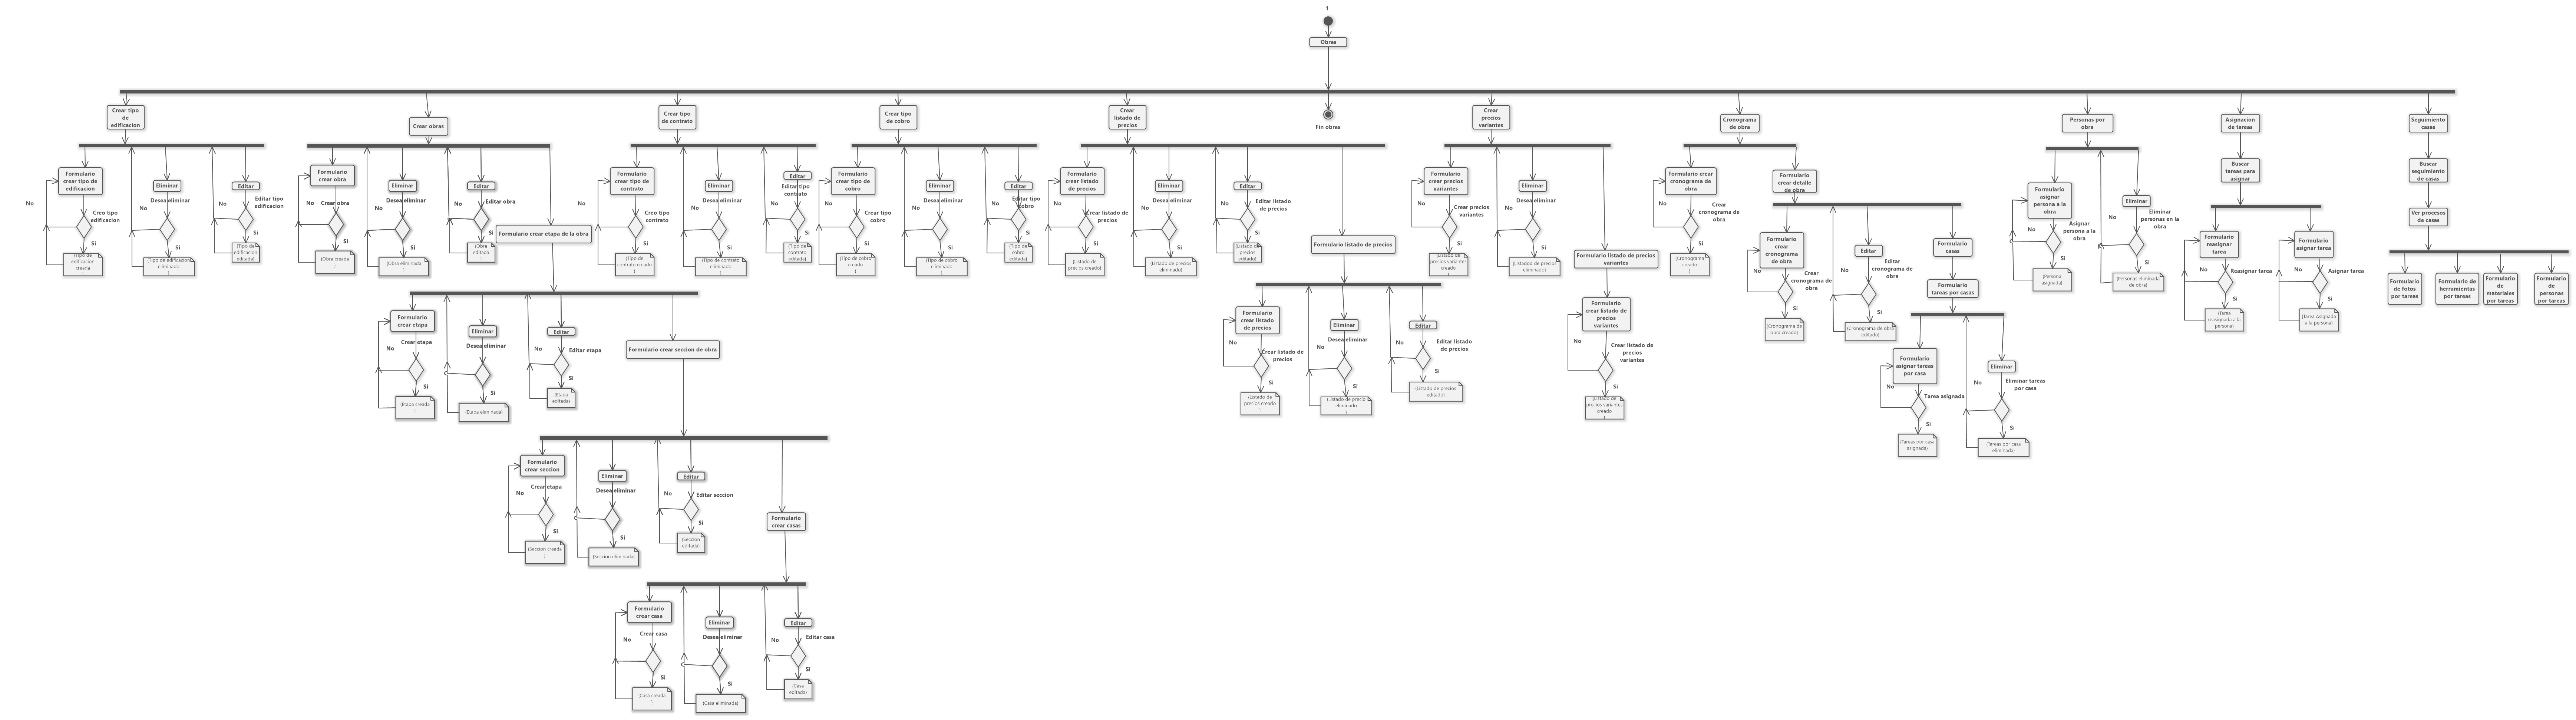 1
Obras
Fin obras
Crear tipo
de
edificacion
Formulario
crear tipo de
edificacion
No
Creo tipo
edificacion
Si
(Tipo de
edificacion
creada
)
Eliminar
Desea eliminar
No
Si
(Tipo de edificacion
eliminado
)
Editar
Editar tipo
edificacion
No
Si
(Tipo de
edificacion
editado)
Crear obras
Formulario
crear obra
No
Crear obra
Si
(Obra creada
)
Eliminar
Desea eliminar
No
Si
(Obra eliminada
)
Editar
Editar obra
No
Si
(Obra
editada
)
Formulario crear etapa de la obra
Formulario
crear etapa
Crear etapa
No
Si
(Etapa creada
)
Eliminar
Desea eliminar
No
Si
(Etapa eliminada)
Editar
Editar etapa
No
Si
(Etapa
editada)
Formulario crear seccion de obra
Formulario
crear seccion
Crear etapa
No
Si
(Seccion creada
)
Eliminar
Desea eliminar
No
Si
(Seccion eliminada)
Editar
Editar seccion
No
Si
(Seccion
editada)
Formulario
crear casas
Formulario
crear casa
Crear casa
No
Si
(Casa creada
)
Eliminar
Desea eliminar
No
Si
(Casa eliminada)
Editar
Editar casa
No
Si
(Casa
editada)
Crear tipo
de contrato
Formulario
crear tipo de
contrato
No
Creo tipo
contrato
Si
(Tipo de
contrato creado
)
Eliminar
Desea eliminar
No
Si
(Tipo de contrato
eliminado
)
Editar
Editar tipo
contrato
No
Si
(Tipo de
contrato
editado)
Crear tipo
de cobro
Formulario
crear tipo de
cobro
No
Crear tipo
cobro
Si
(Tipo de cobro
creado
)
Eliminar
Desea eliminar
No
Si
(Tipo de cobro
eliminado
)
Editar
Editar tipo
cobro
No
Si
(Tipo de
cobro
editado)
Crear
listado de
precios
Formulario
crear listado
de precios
No
Crear listado de
precios
Si
(Listado de
precios creado)
Eliminar
Desea eliminar
No
Si
(Listado de precios
eliminado)
Editar
Editar listado
de precios
No
Si
(Listado de
precios
editado)
Formulario listado de precios
Formulario
crear listado
de precios
No
Crear listado de
precios
Si
(Listado de
precios creado
)
Eliminar
Desea eliminar
No
Si
(Listado de precio
eliminado
)
Editar
Editar listado
de precios
No
Si
(Listado de precios
editado)
Crear
precios
variantes
Formulario
crear precios
variantes
No
Crear precios
variantes
Si
(Listado de
precios variantes
creado
)
Eliminar
Desea eliminar
No
Si
(Listadod de precios
eliminado)
Formulario listado de precios
variantes
Formulario
crear listado de
precios
variantes
No
Crear listado de
precios
variantes
Si
(Listado de
precios variantes
creado
)
Cronograma
de obra
Formulario crear
cronograma de
obra
No
Crear
cronograma de
obra
Si
(Cronograma
creado
)
Formulario
crear detalle
de obra
Formulario
crear
cronograma
de obra
No
Crear
cronograma de
obra
Si
(Cronograma de
obra creado)
Editar
Editar
cronograma de
obra
No
Si
(Cronograma de obra
editado)
Formulario
casas
Formulario
tareas por casas
Formulario
asignar tareas
por casa
No
Tarea asignada
Si
(Tareas por casa
asignada)
Eliminar
Eliminar tareas
por casa
No
Si
(Tareas por casa
eliminada)
Personas por
obra
Formulario
asignar
persona a la
obra
No
Asignar
persona a la
obra
Si
(Persona
asignada)
Eliminar
Eliminar
personas en la
obra
No
Si
(Personas eliminada
de obra)
Asignacion
de tareas
Buscar
tareas para
asignar
Formulario
reasignar
tarea
No
Reasignar tarea
Si
(Tarea
reasignada a la
persona)
Formulario
asignar tarea
No
Asignar tarea
Si
(Tarea Asignada
a la persona)
Seguimiento
casas
Buscar
seguimiento
de casas
Ver procesos
de casas
Formulario
de fotos
por tareas
Formulario de
herramientas
por tareas
Formulario
de
materiales
por tareas
Formulario
de
personas
por tareas